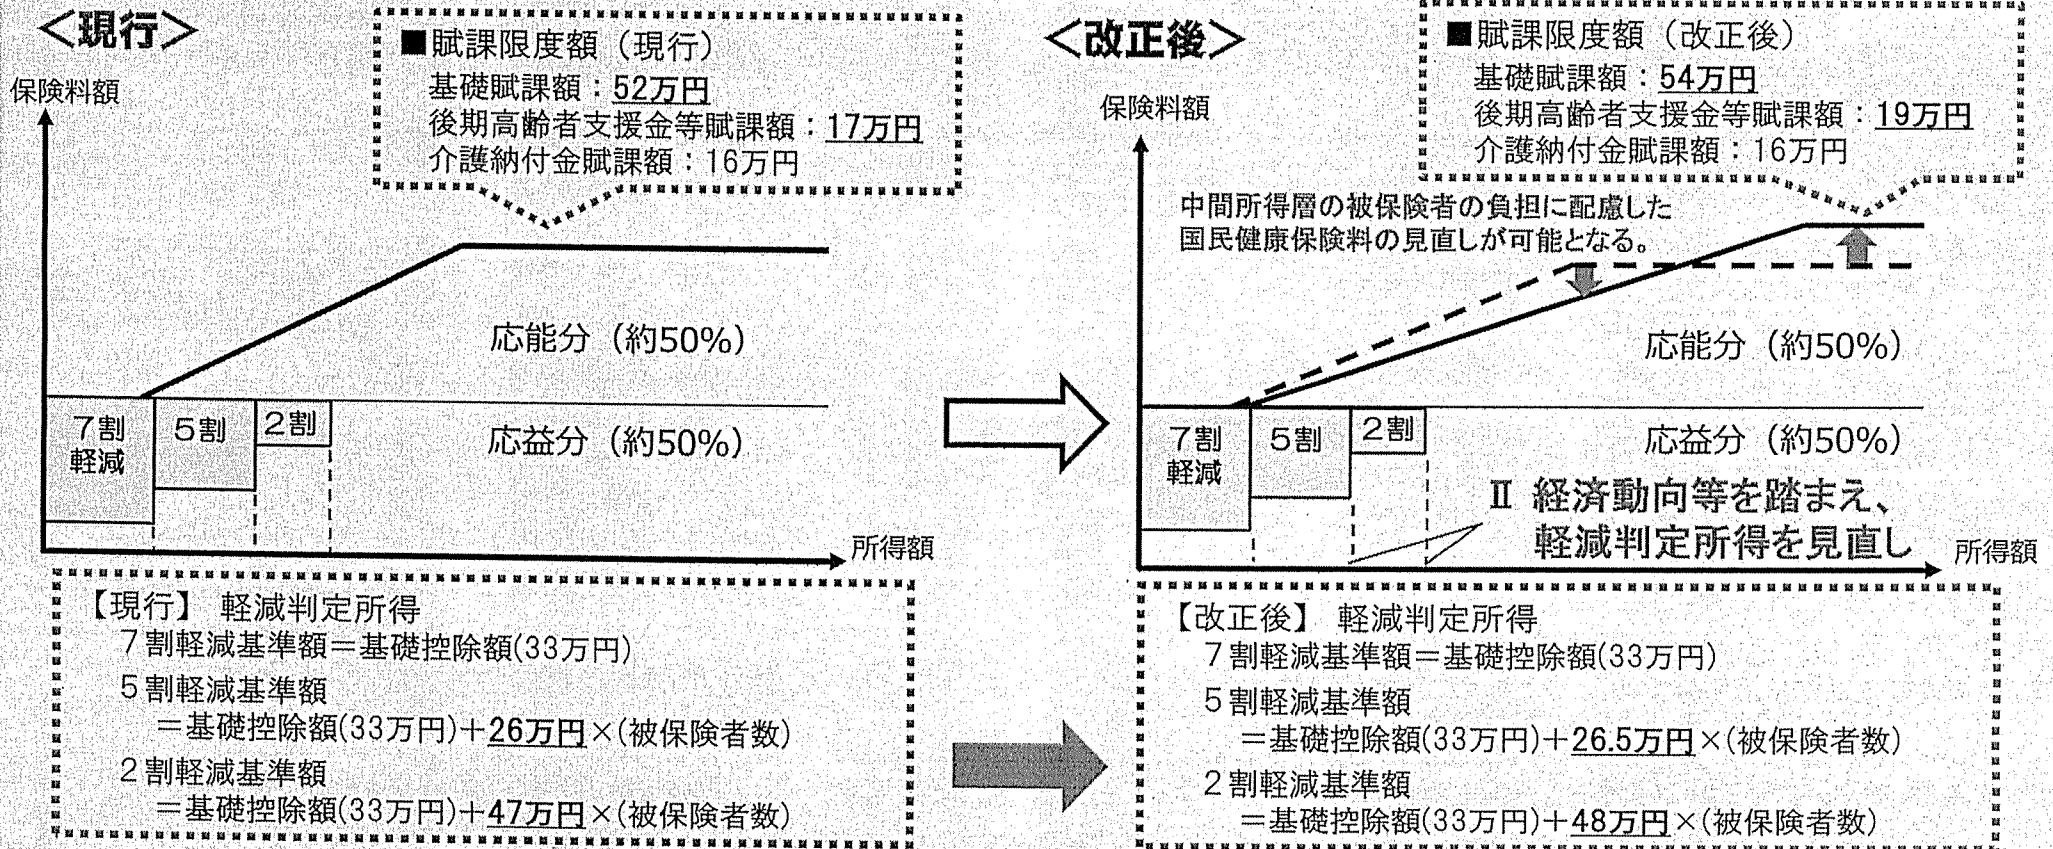 ＜現行＞
■賦課限度額（現行）
基礎賦課額：52万円
後期高齢者支援金等賦課額：17万円
介護納付金賦課額：16万円
保険料額
応能分（約50%）
7割
軽減
5割
2割
応益分（約50%）
所得額
【現行】 軽減判定所得
7割軽減基準額＝基礎控除額(33万円)
5割軽減基準額
＝基礎控除額(33万円)＋26万円×(被保険者数)
2割軽減基準額
＝基礎控除額(33万円)＋47万円×(被保険者数)
＜改正後＞
■賦課限度額（改正後）
基礎賦課額：54万円
後期高齢者支援金等賦課額：19万円
介護納付金賦課額：16万円
保険料額
中間所得層の被保険者の負担に配慮した
国民健康保険料の見直しが可能となる。
応能分（約50%）
7割
軽減
5割
2割
応益分（約50%）
Ⅱ 経済動向等を踏まえ、
軽減判定所得を見直し
所得額
【改正後】 軽減判定所得
7割軽減基準額＝基礎控除額(33万円)
5割軽減基準額
＝基礎控除額(33万円)＋26.5万円×(被保険者数)
2割軽減基準額
＝基礎控除額(33万円)＋48万円×(被保険者数)